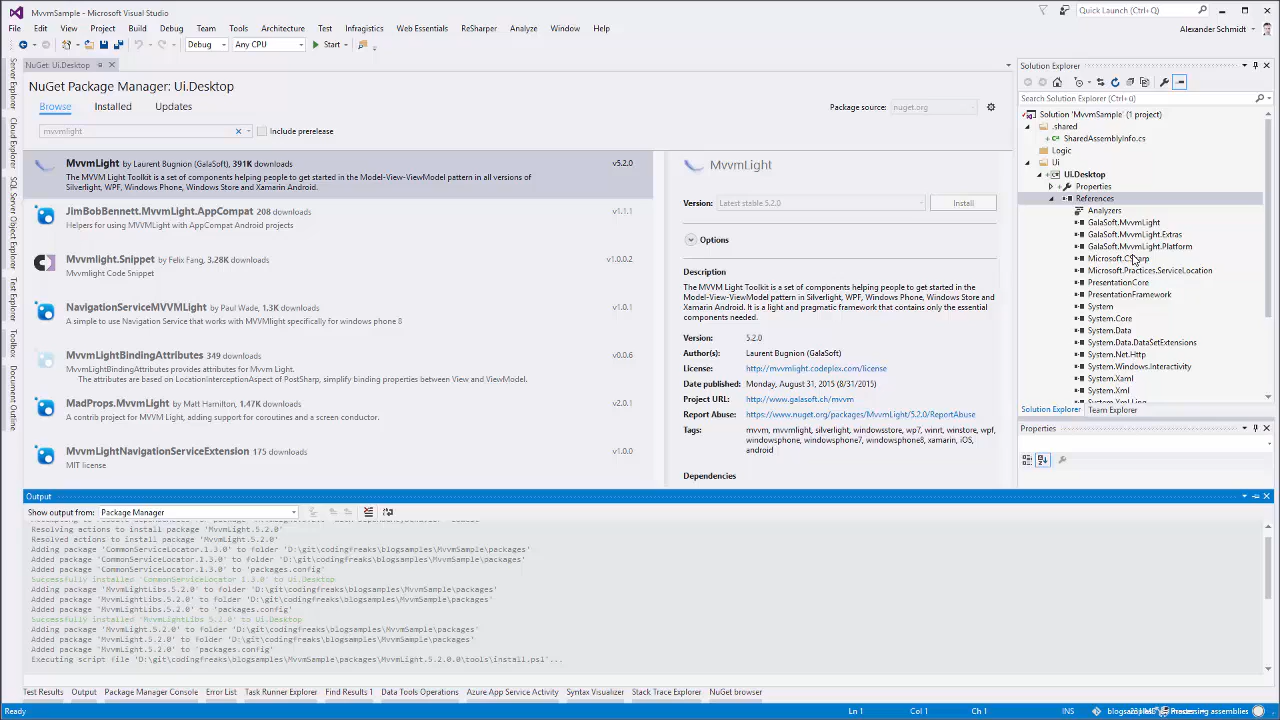 MvvmSample - Microsoft Visual Studio
Quick Launch (Ctrl+Q)
File Edit View Project Build Debug Team Tools Architecture Test Infragistics Web Essentials ReSharper Analyze Window Help
Alexander Schmidt
Debug Any CPU Start
Server Explorer
Cloud Explorer
SQL Server Object Explorer
Test Explorer
Toolbox
Document Outline
NuGet: Ui.Desktop
NuGet Package Manager: Ui.Desktop
Browse Installed Updates
Package source: nuget.org
mvvmlight
Include prerelease
MvvmLight by Laurent Bugnion (GalaSoft), 391K downloads v5.2.0
The MVVM Light Toolkit is a set of components helping people to get started in the Model-View-ViewModel pattern in all versions of
Silverlight, WPF, Windows Phone, Windows Store and Xamarin Android.
JimBobBennett.MvvmLight.AppCompat 208 downloads v1.1.1
Helpers for using MVVMLight with AppCompat Android projects
Mvvmlight.Snippet by Felix Fang, 3.28K downloads v1.0.0.2
Mvvmlight Code Snippet
NavigationServiceMVVMLight by Paul Wade, 1.3K downloads v1.0.1
A simple to use Navigation Service that works with MVVMlight specifically for windows phone 8
MvvmLightBindingAttributes 349 downloads v0.0.6
MvvmLightBindingAttributes provides attributes for Mvvm Light.
The attributes are based on LocationInterceptionAspect of PostSharp, simplify binding properties between View and ViewModel.
MadProps.MvvmLight by Matt Hamilton, 1.47K downloads v2.0.1
A contrib project for MVVM Light, adding support for coroutines and a screen conductor.
MvvmLightNavigationServiceExtension 175 downloads v1.0.0
MIT license
MvvmLight
Version: Latest stable 5.2.0 Install
Options
Description
The MVVM Light Toolkit is a set of components helping people to get started in the
Model-View-ViewModel pattern in all versions of Silverlight, WPF, Windows Phone, Windows
Store and Xamarin Android. It is a light and pragmatic framework that contains only the essential
components needed.
Version: 5.2.0
Author(s): Laurent Bugnion (GalaSoft)
License: http://mvvmlight.codeplex.com/license
Date published: Monday, August 31, 2015 (8/31/2015)
Project URL: http://www.galasoft.ch/mvvm
Report Abuse: https://www.nuget.org/packages/MvvmLight/5.2.0/ReportAbuse
Tags: mvvm, mvvmlight, silverlight, windowsstore, wp7, winrt, winstore, wpf,
windowsphone, windowsphone7, windowsphone8, xamarin, iOS,
android
Dependencies
Solution Explorer
Search Solution Explorer (Ctrl+ü)
Solution 'MvvmSample' (1 project)
.shared
SharedAssemblyInfo.cs
Logic
Ui
Ui.Desktop
Properties
References
Analyzers
GalaSoft.MvvmLight
GalaSoft.MvvmLight.Extras
GalaSoft.MvvmLight.Platform
Microsoft.CSharp
Microsoft.Practices.ServiceLocation
PresentationCore
PresentationFramework
System
System.Core
System.Data
System.Data.DataSetExtensions
System.Net.Http
System.Windows.Interactivity
System.Xaml
System.Xml
System.Xml.Linq
Solution Explorer Team Explorer
Properties
Output
Show output from: Package Manager
Resolving actions to install package 'MvvmLight.5.2.0'
Resolved actions to install package 'MvvmLight.5.2.0'
Adding package 'CommonServiceLocator.1.3.0' to folder 'D:\git\codingfreaks\blogsamples\MvvmSample\packages'
Added package 'CommonServiceLocator.1.3.0' to folder 'D:\git\codingfreaks\blogsamples\MvvmSample\packages'
Added package 'CommonServiceLocator.1.3.0' to 'packages.config'
Successfully installed 'CommonServiceLocator 1.3.0' to Ui.Desktop
Adding package 'MvvmLightLibs.5.2.0' to folder 'D:\git\codingfreaks\blogsamples\MvvmSample\packages'
Added package 'MvvmLightLibs.5.2.0' to folder 'D:\git\codingfreaks\blogsamples\MvvmSample\packages'
Added package 'MvvmLightLibs.5.2.0' to 'packages.config'
Successfully installed 'MvvmLightLibs 5.2.0' to Ui.Desktop
Adding package 'MvvmLight.5.2.0' to folder 'D:\git\codingfreaks\blogsamples\MvvmSample\packages'
Added package 'MvvmLight.5.2.0' to folder 'D:\git\codingfreaks\blogsamples\MvvmSample\packages'
Added package 'MvvmLight.5.2.0' to 'packages.config'
Executing script file 'D:\git\codingfreaks\blogsamples\MvvmSample\packages\MvvmLight.5.2.0.0\tools\install.ps1'...
Test Results Output Package Manager Console Error List Task Runner Explorer Find Results 1 Data Tools Operations Azure App Service Activity Syntax Visualizer Stack Trace Explorer NuGet browser
Ready Ln 1 Col 1 Ch 1 INS Processing assemblies